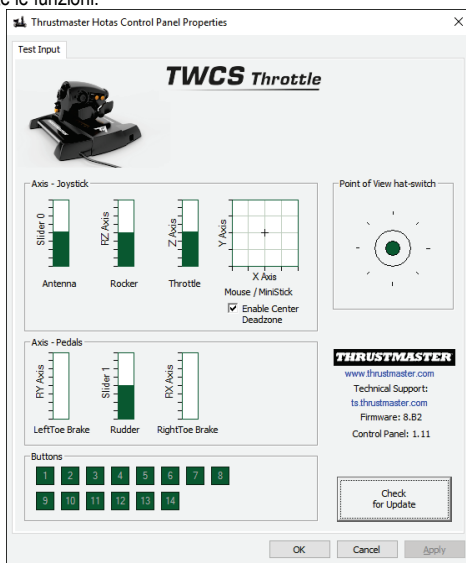 e le funzioni.
Thrustmaster Hotas Control Panel Properties
Test Input
TWCS Throttle
Axis - Joystick
Slider 0
RZ Axis
Z Axis
Y Axis
X Axis
Antenna
Rocker
Throttle
Mouse / MiniStick
Enable Center
Deadzone
Point of View hat-switch
Axis - Pedals
RY Axis
Slider 1
RX Axis
LeftToe Brake
Rudder
RightToe Brake
THRUSTMASTER
www.thrustmaster.com
Technical Support:
ts.thrustmaster.com
Firmware: 8.B2
Control Panel: 1.11
Buttons
1 2 3 4 5 6 7 8
9 10 11 12 13 14
Check
for Update
OK
Cancel
Apply